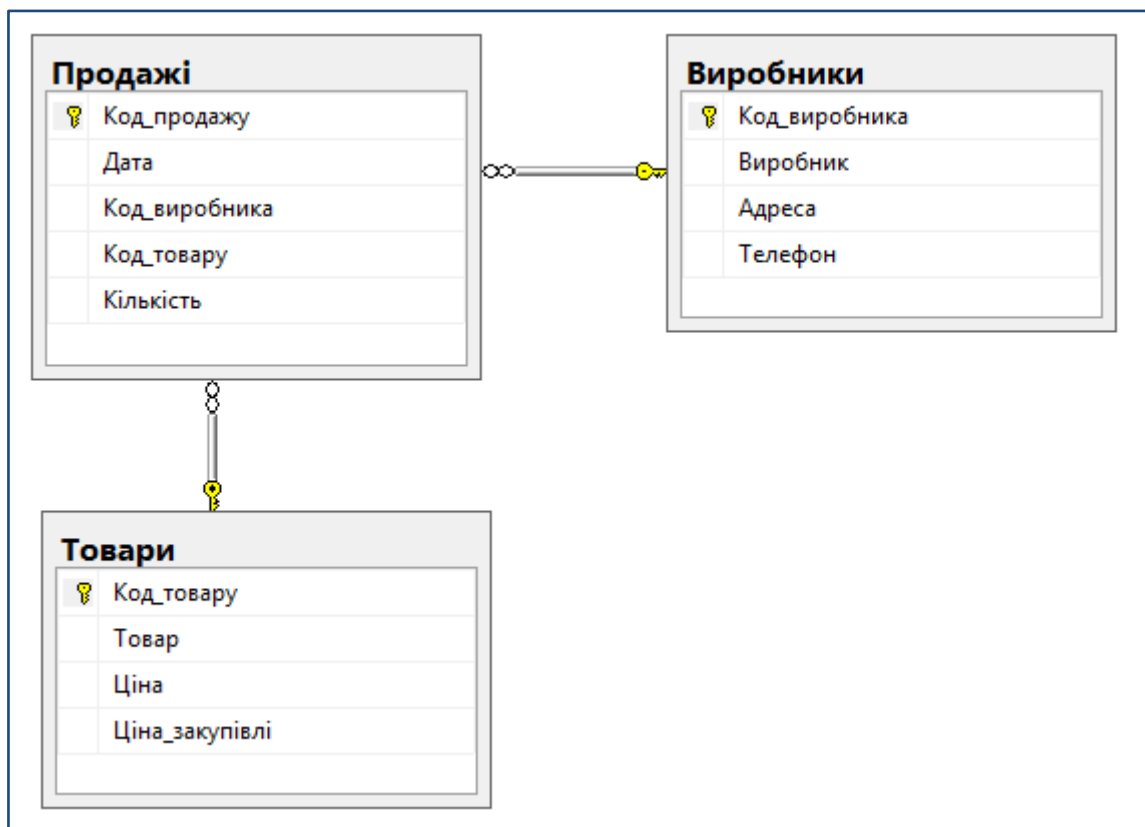 Продажі
Код_продажу
Дата
Код_виробника
Код_товару
Кількість
Виробники
Код_виробника
Виробник
Адреса
Телефон
Товари
Код_товару
Товар
Ціна
Ціна_закупівлі